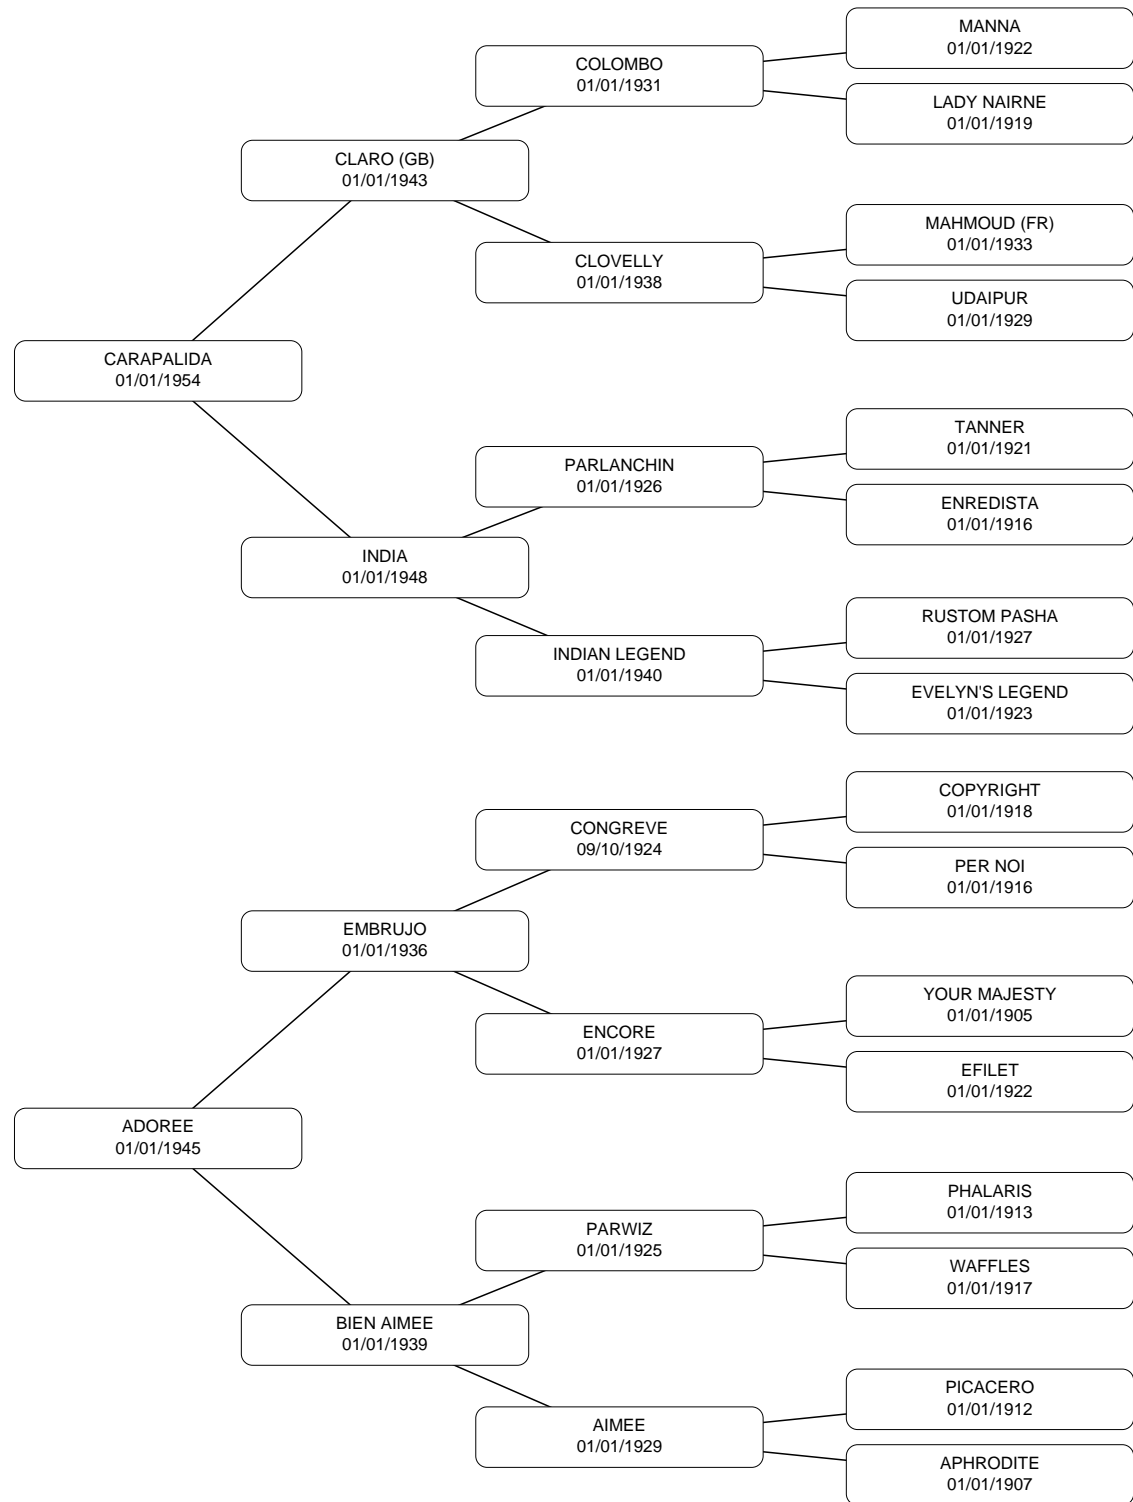 MANNA
01/01/1922
COLOMBO
01/01/1931
LADY NAIRNE
01/01/1919
CLARO (GB)
01/01/1943
MAHMOUD (FR)
01/01/1933
CLOVELLY
01/01/1938
UDAIPUR
01/01/1929
CARAPALIDA
01/01/1954
TANNER
01/01/1921
PARLANCHIN
01/01/1926
ENREDISTA
01/01/1916
INDIA
01/01/1948
RUSTOM PASHA
01/01/1927
INDIAN LEGEND
01/01/1940
EVELYN'S LEGEND
01/01/1923
COPYRIGHT
01/01/1918
CONGREVE
09/10/1924
PER NOI
01/01/1916
EMBRUJO
01/01/1936
YOUR MAJESTY
01/01/1905
ENCORE
01/01/1927
EFILET
01/01/1922
ADOREE
01/01/1945
PHALARIS
01/01/1913
PARWIZ
01/01/1925
WAFFLES
01/01/1917
BIEN AIMEE
01/01/1939
PICACERO
01/01/1912
AIMEE
01/01/1929
APHRODITE
01/01/1907